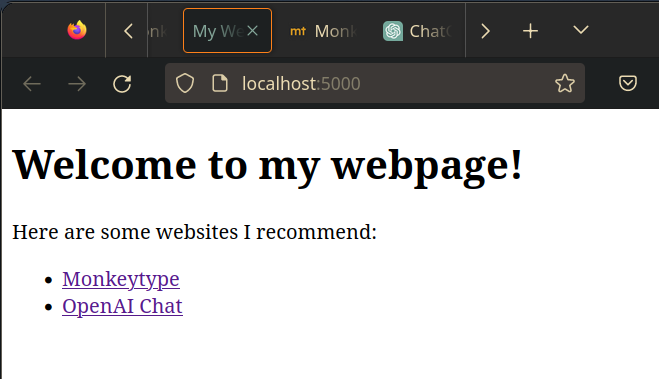 My We
mt Monk
ChatG
localhost:5000
Welcome to my webpage!
Here are some websites I recommend:
Monkeytype
OpenAI Chat